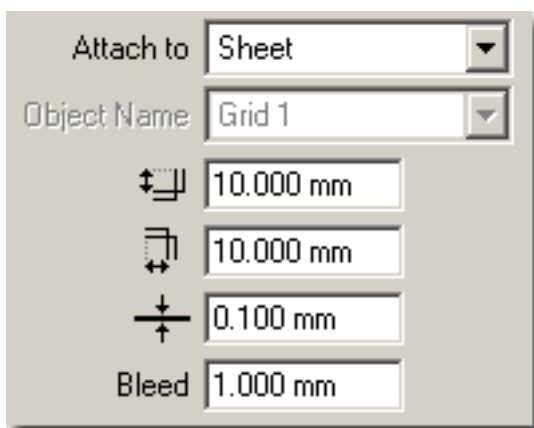 Attach to Sheet
Object Name Grid 1
10.000 mm
10.000 mm
0.100 mm
Bleed 1.000 mm